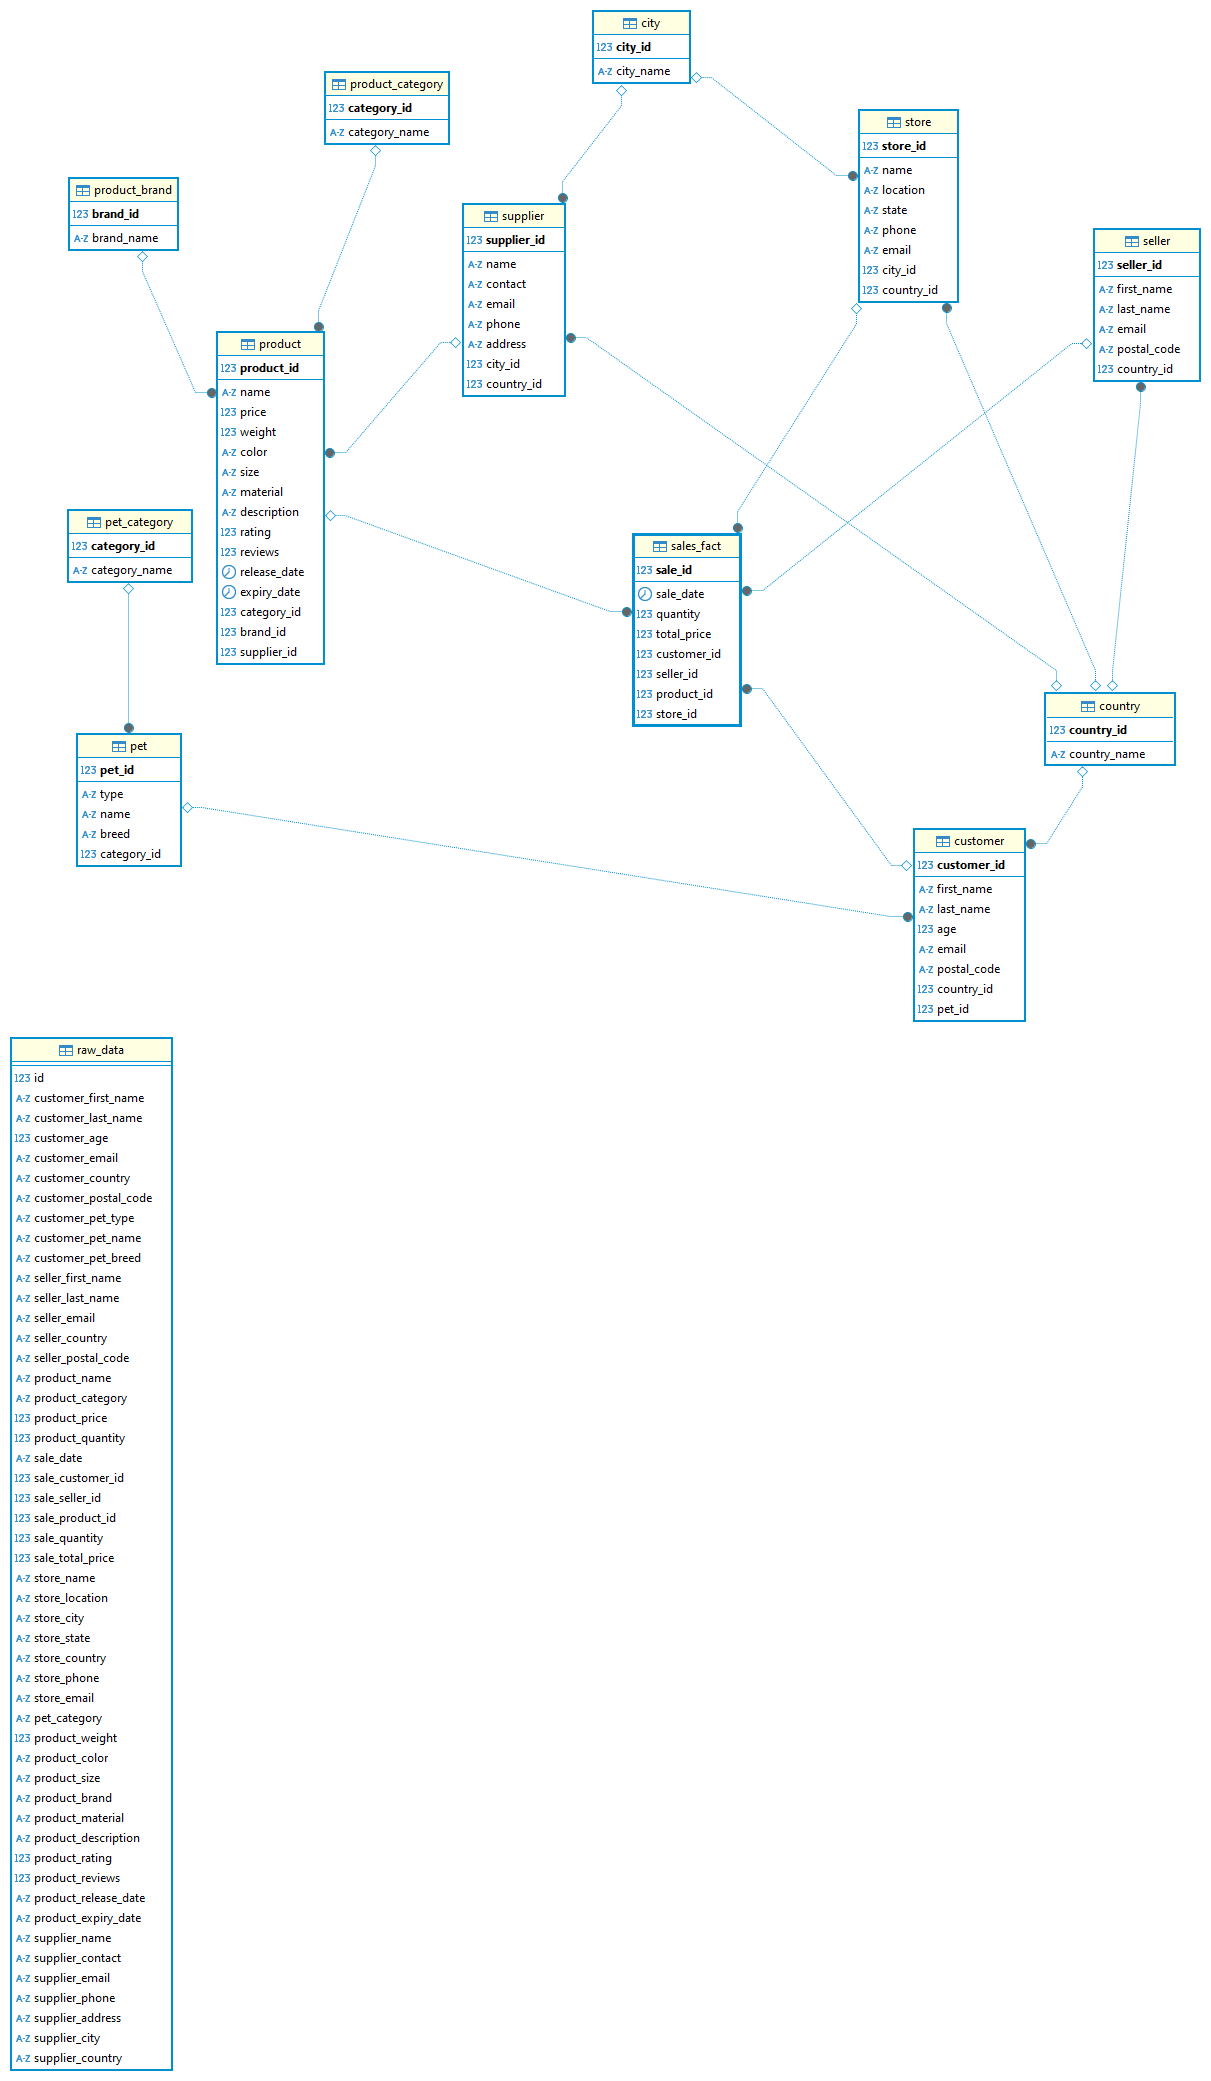 city
123 city_id
A-Z city_name
product_category
123 category_id
A-Z category_name
store
123 store_id
A-Z name
A-Z location
A-Z state
A-Z phone
A-Z email
123 city_id
123 country_id
product_brand
123 brand_id
A-Z brand_name
supplier
123 supplier_id
A-Z name
A-Z contact
A-Z email
A-Z phone
A-Z address
123 city_id
123 country_id
seller
123 seller_id
A-Z first_name
A-Z last_name
A-Z email
A-Z postal_code
123 country_id
product
123 product_id
A-Z name
123 price
123 weight
A-Z color
A-Z size
A-Z material
A-Z description
123 rating
123 reviews
release_date
expiry_date
123 category_id
123 brand_id
123 supplier_id
pet_category
123 category_id
A-Z category_name
sales_fact
123 sale_id
sale_date
123 quantity
123 total_price
123 customer_id
123 seller_id
123 product_id
123 store_id
country
123 country_id
A-Z country_name
pet
123 pet_id
A-Z type
A-Z name
A-Z breed
123 category_id
customer
123 customer_id
A-Z first_name
A-Z last_name
123 age
A-Z email
A-Z postal_code
123 country_id
123 pet_id
raw_data
123 id
A-Z customer_first_name
A-Z customer_last_name
123 customer_age
A-Z customer_email
A-Z customer_country
A-Z customer_postal_code
A-Z customer_pet_type
A-Z customer_pet_name
A-Z customer_pet_breed
A-Z seller_first_name
A-Z seller_last_name
A-Z seller_email
A-Z seller_country
A-Z seller_postal_code
A-Z product_name
A-Z product_category
123 product_price
123 product_quantity
A-Z sale_date
123 sale_customer_id
123 sale_seller_id
123 sale_product_id
123 sale_quantity
123 sale_total_price
A-Z store_name
A-Z store_location
A-Z store_city
A-Z store_state
A-Z store_country
A-Z store_phone
A-Z store_email
A-Z pet_category
123 product_weight
A-Z product_color
A-Z product_size
A-Z product_brand
A-Z product_material
A-Z product_description
123 product_rating
123 product_reviews
A-Z product_release_date
A-Z product_expiry_date
A-Z supplier_name
A-Z supplier_contact
A-Z supplier_email
A-Z supplier_phone
A-Z supplier_address
A-Z supplier_city
A-Z supplier_country